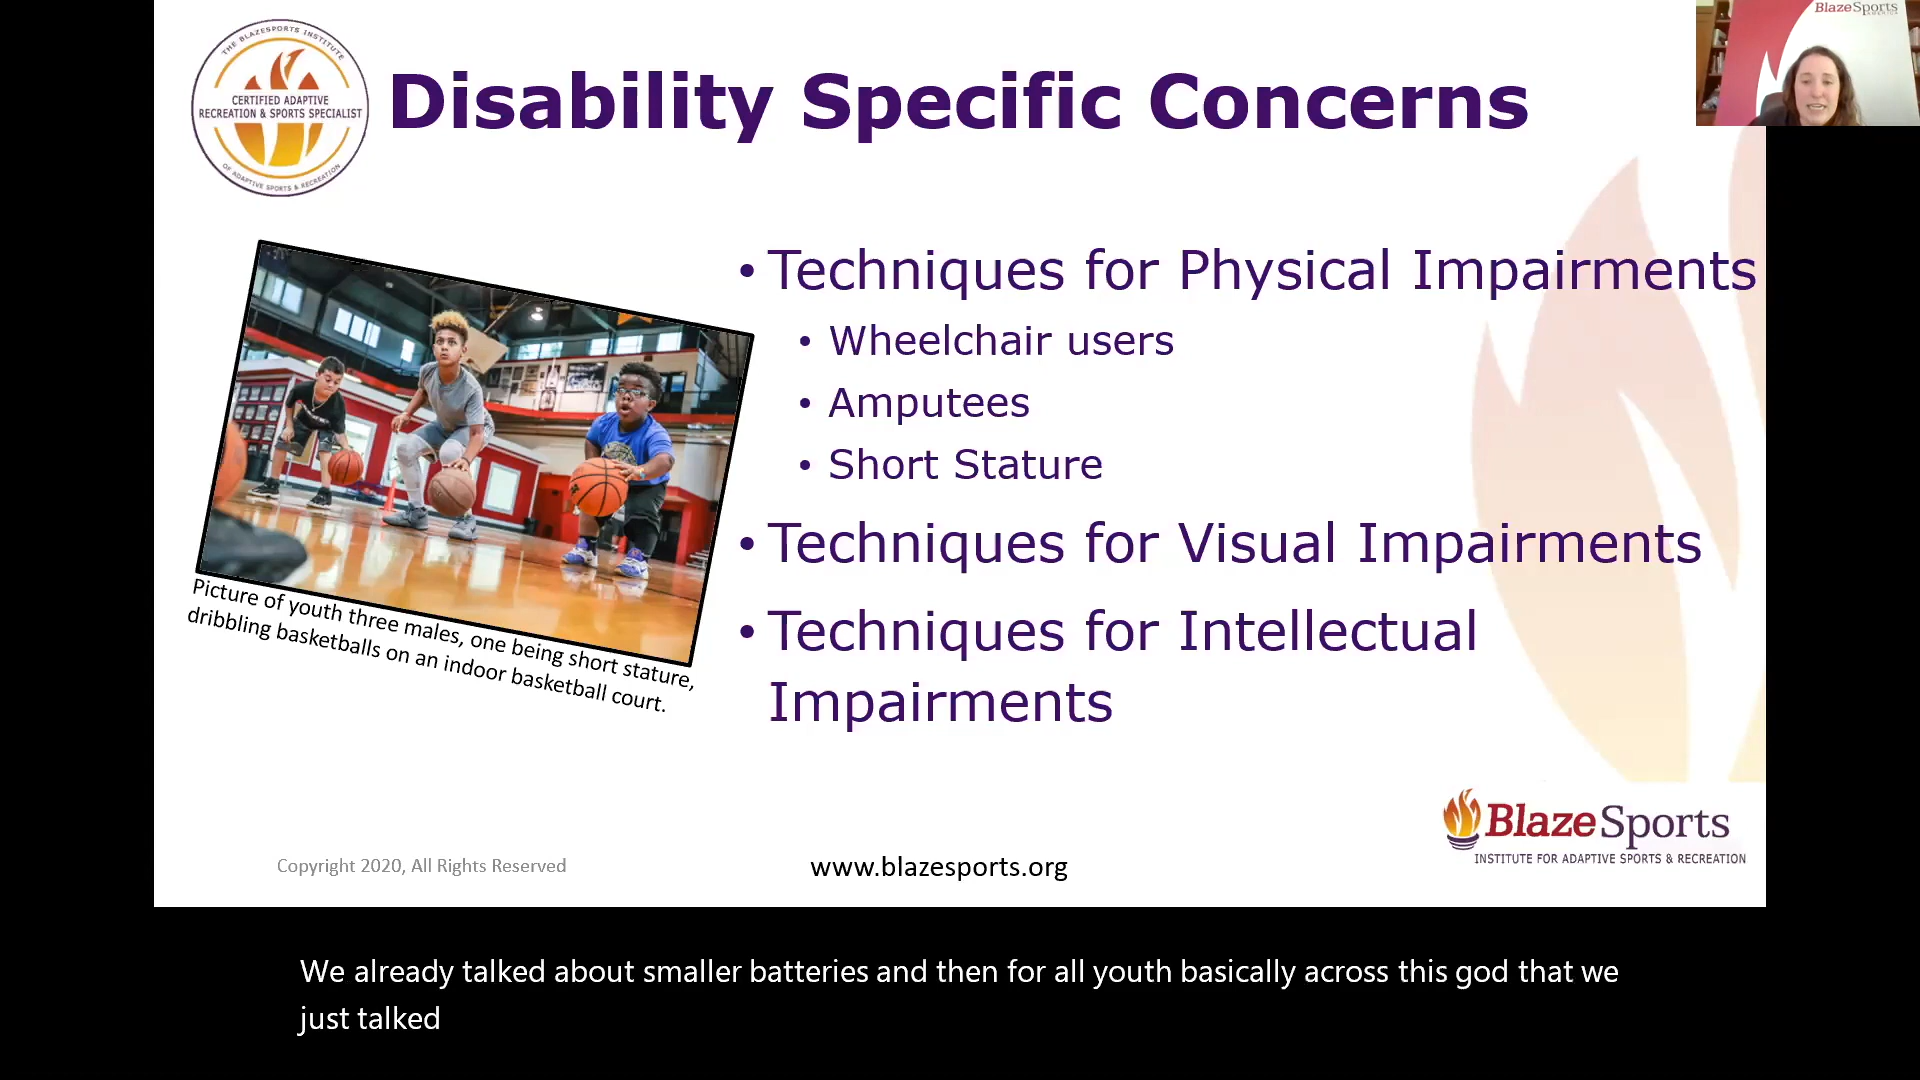 THE BLAZESPORTS INSTITUTE
CERTIFIED ADAPTIVE
RECREATION & SPORTS SPECIALIST
OF ADAPTIVE SPORTS & RECREATION
Disability Specific Concerns
BlazeSports
• Techniques for Physical Impairments
• Wheelchair users
• Amputees
• Short Stature
• Techniques for Visual Impairments
• Techniques for Intellectual
Impairments
Picture of youth three males, one being short stature,
dribbling basketballs on an indoor basketball court.
BlazeSports
INSTITUTE FOR ADAPTIVE SPORTS & RECREATION
Copyright 2020, All Rights Reserved
www.blazesports.org
We already talked about smaller batteries and then for all youth basically across this god that we
just talked